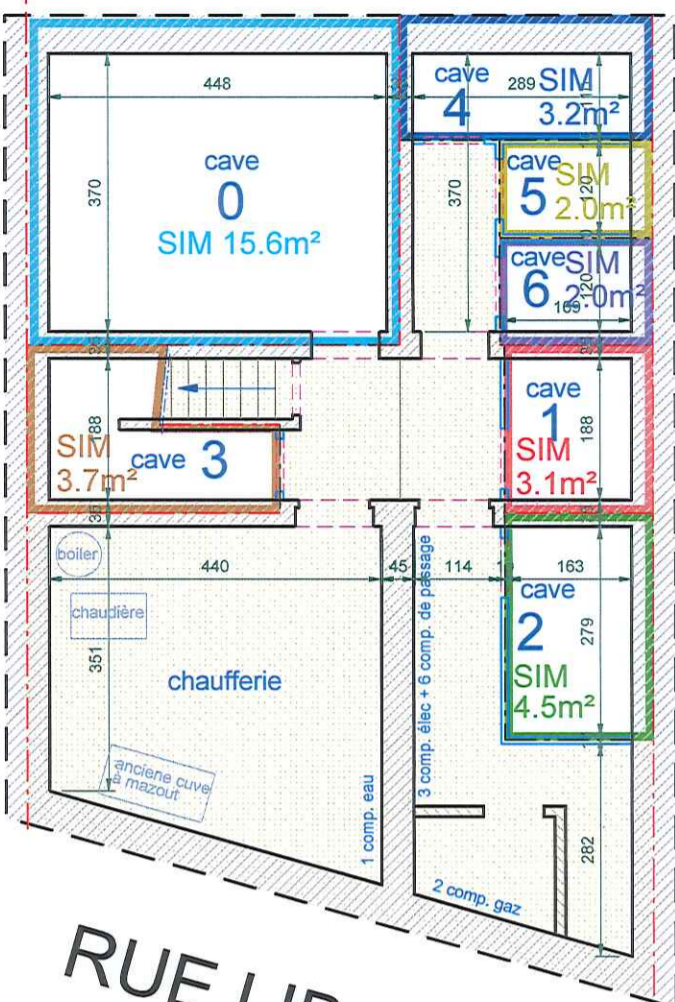 448
289
cave
4
SIM
3.2m²
370
370
cave
0
SIM 15.6m²
cave
5
SIM
2.0m²
120
cave
6
SIM
2.0m²
120
169
188
SIM
3.7m²
cave 3
cave
1
SIM
3.1m²
188
boiler
440
45
114
163
chaudière
351
chaufferie
anciene cuve
à mazout
1 comp. eau
3 comp. élec + 6 comp. de passage
cave
2
SIM
4.5m²
279
282
2 comp. gaz
RUE